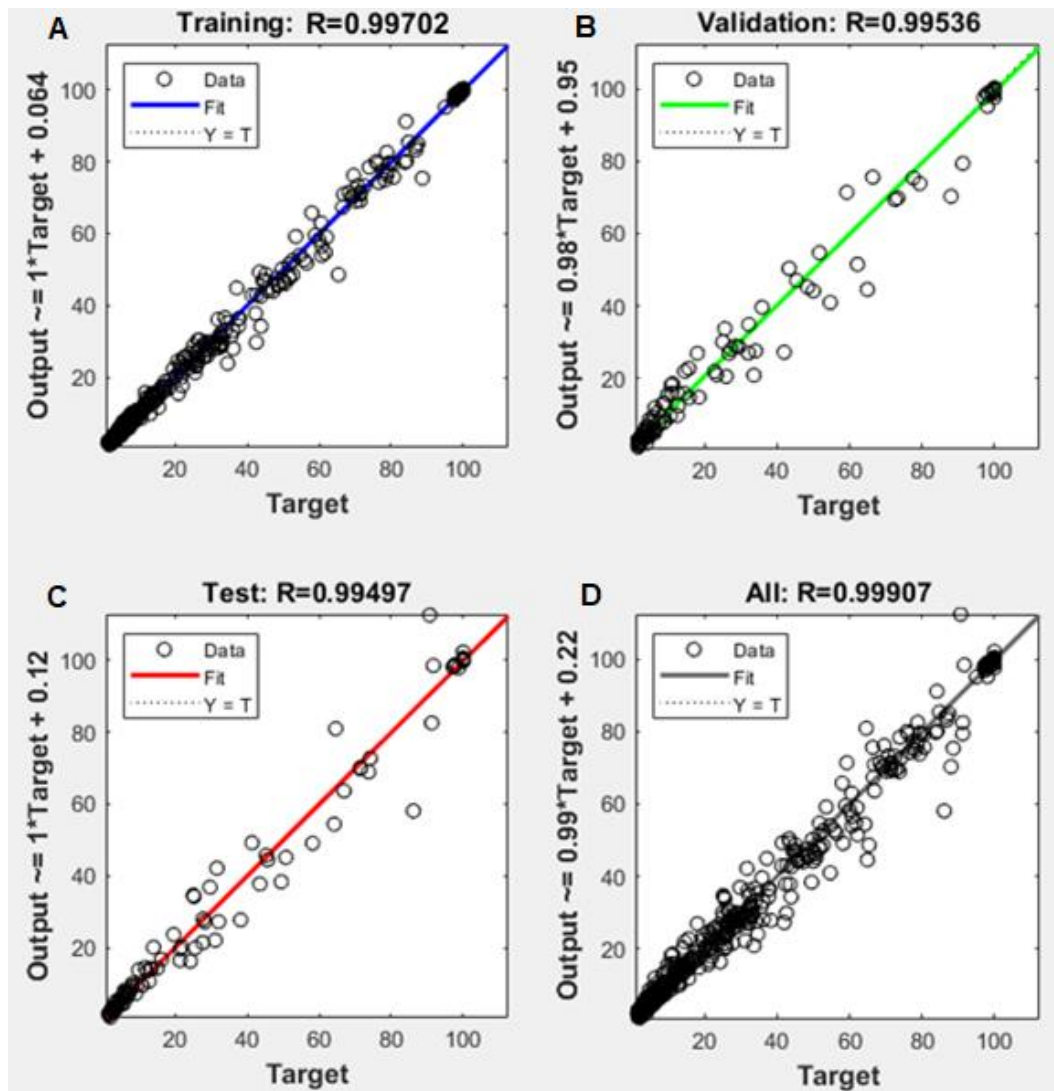 A
Training: R=0.99702
Output ~= 1*Target + 0.064
Data
Fit
Y = T
100
80
60
40
20
20 40 60 80 100
Target
B
Validation: R=0.99536
Output ~= 0.98*Target + 0.95
Data
Fit
Y = T
100
80
60
40
20
20 40 60 80 100
Target
C
Test: R=0.99497
Output ~= 1*Target + 0.12
Data
Fit
Y = T
100
80
60
40
20
20 40 60 80 100
Target
D
All: R=0.99907
Output ~= 0.99*Target + 0.22
Data
Fit
Y = T
100
80
60
40
20
20 40 60 80 100
Target